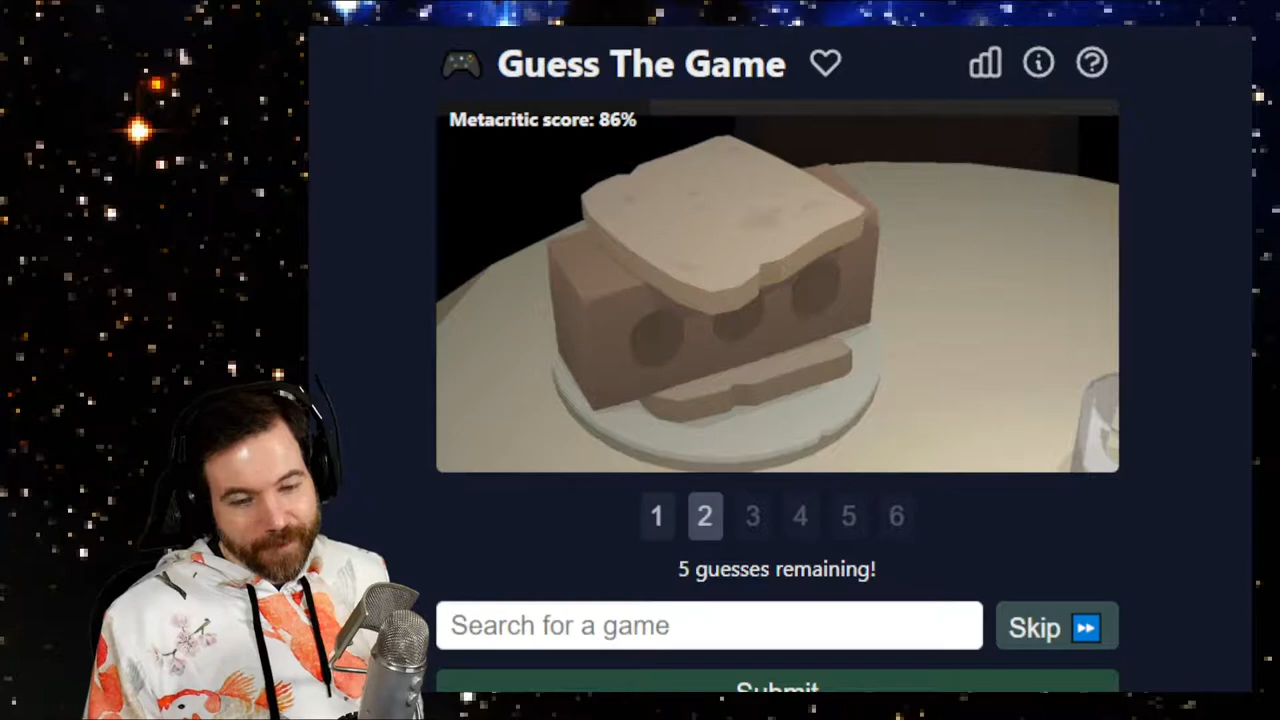 Guess The Game
Metacritic score: 86%
1 2 3 4 5 6
5 guesses remaining!
Search for a game
Skip
Submit